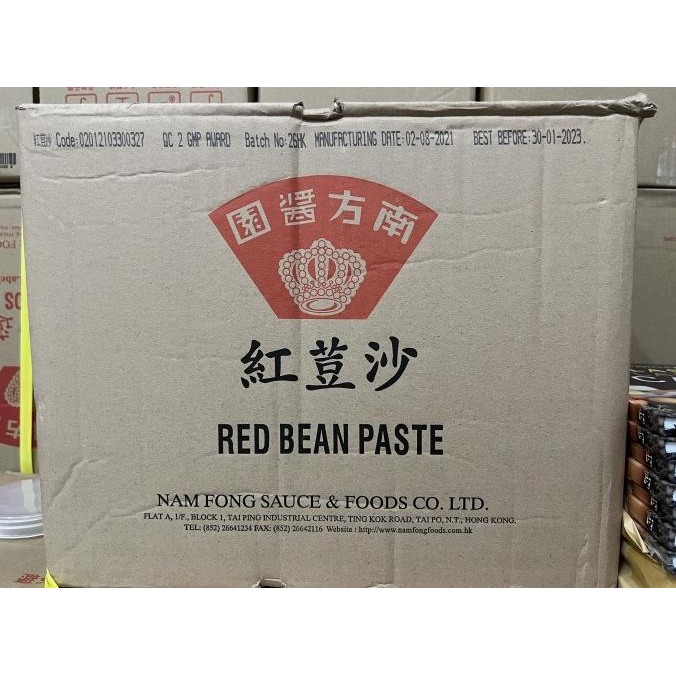 紅荳沙 Code:02012103300327 QC 2 GMP AWARD Batch No:26HK MANUFACTURING DATE:02-08-2021 BEST BEFORE:30-01-2023.
園醬方南
紅荳沙
RED BEAN PASTE
NAM FONG SAUCE & FOODS CO. LTD.
FLAT A, 1/F., BLOCK 1, TAI PING INDUSTRIAL CENTRE, TING KOK ROAD, TAI PO, N.T., HONG KONG.
TEL: (852) 26641234 FAX: (852) 26642116 Website : http://www.namfongfoods.com.hk